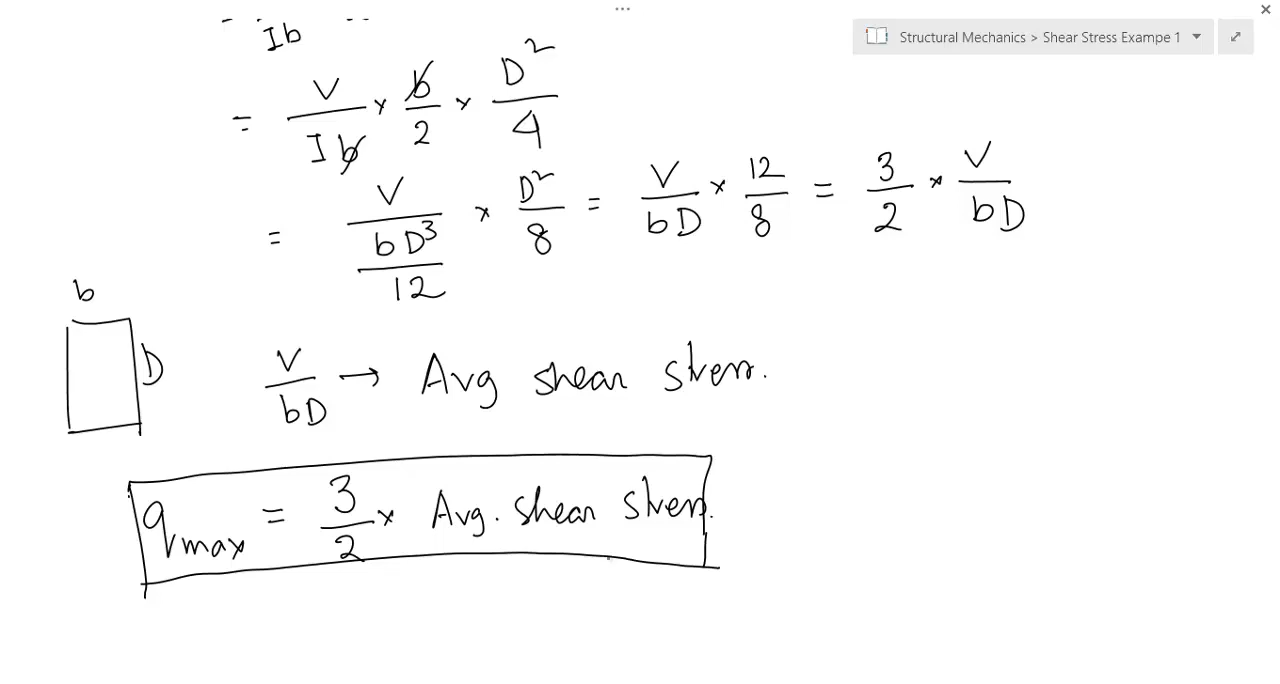 ...
Structural Mechanics > Shear Stress Exampe 1
Ib
= V/Ib × b/2 × D²/4
= V/(bD³/12) × D²/8 = V/bD × 12/8 = 3/2 × V/bD
b
D
V/bD → Avg shear stress.
qmax = 3/2 × Avg. shear stress.